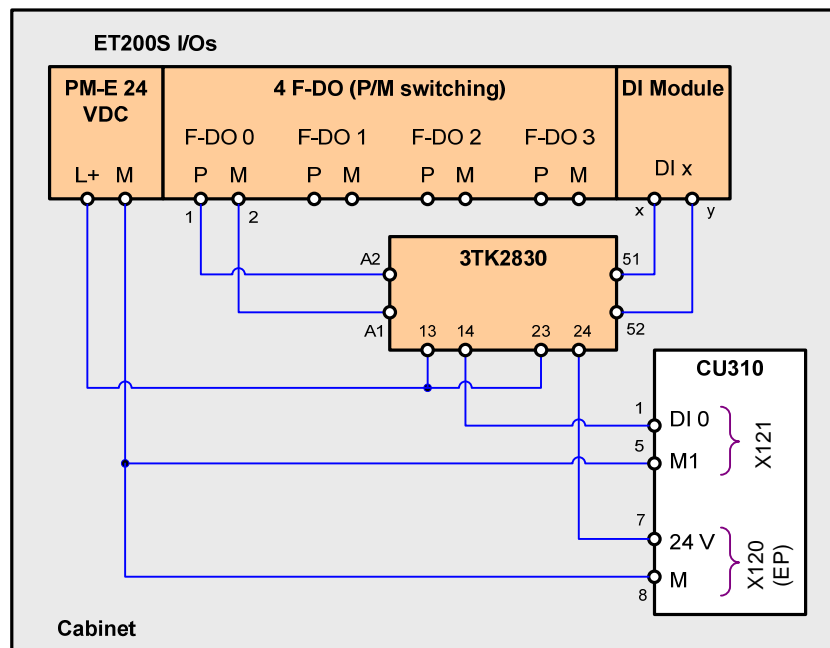 ET200S I/Os
PM-E 24
VDC
4 F-DO (P/M switching)
DI Module
F-DO 0
F-DO 1
F-DO 2
F-DO 3
L+
M
P
M
P
M
P
M
P
M
DI x
1
2
x
y
A2
3TK2830
51
A1
13
14
23
24
52
CU310
1
DI 0
5
M1
X121
7
24 V
M
8
X120
(EP)
Cabinet